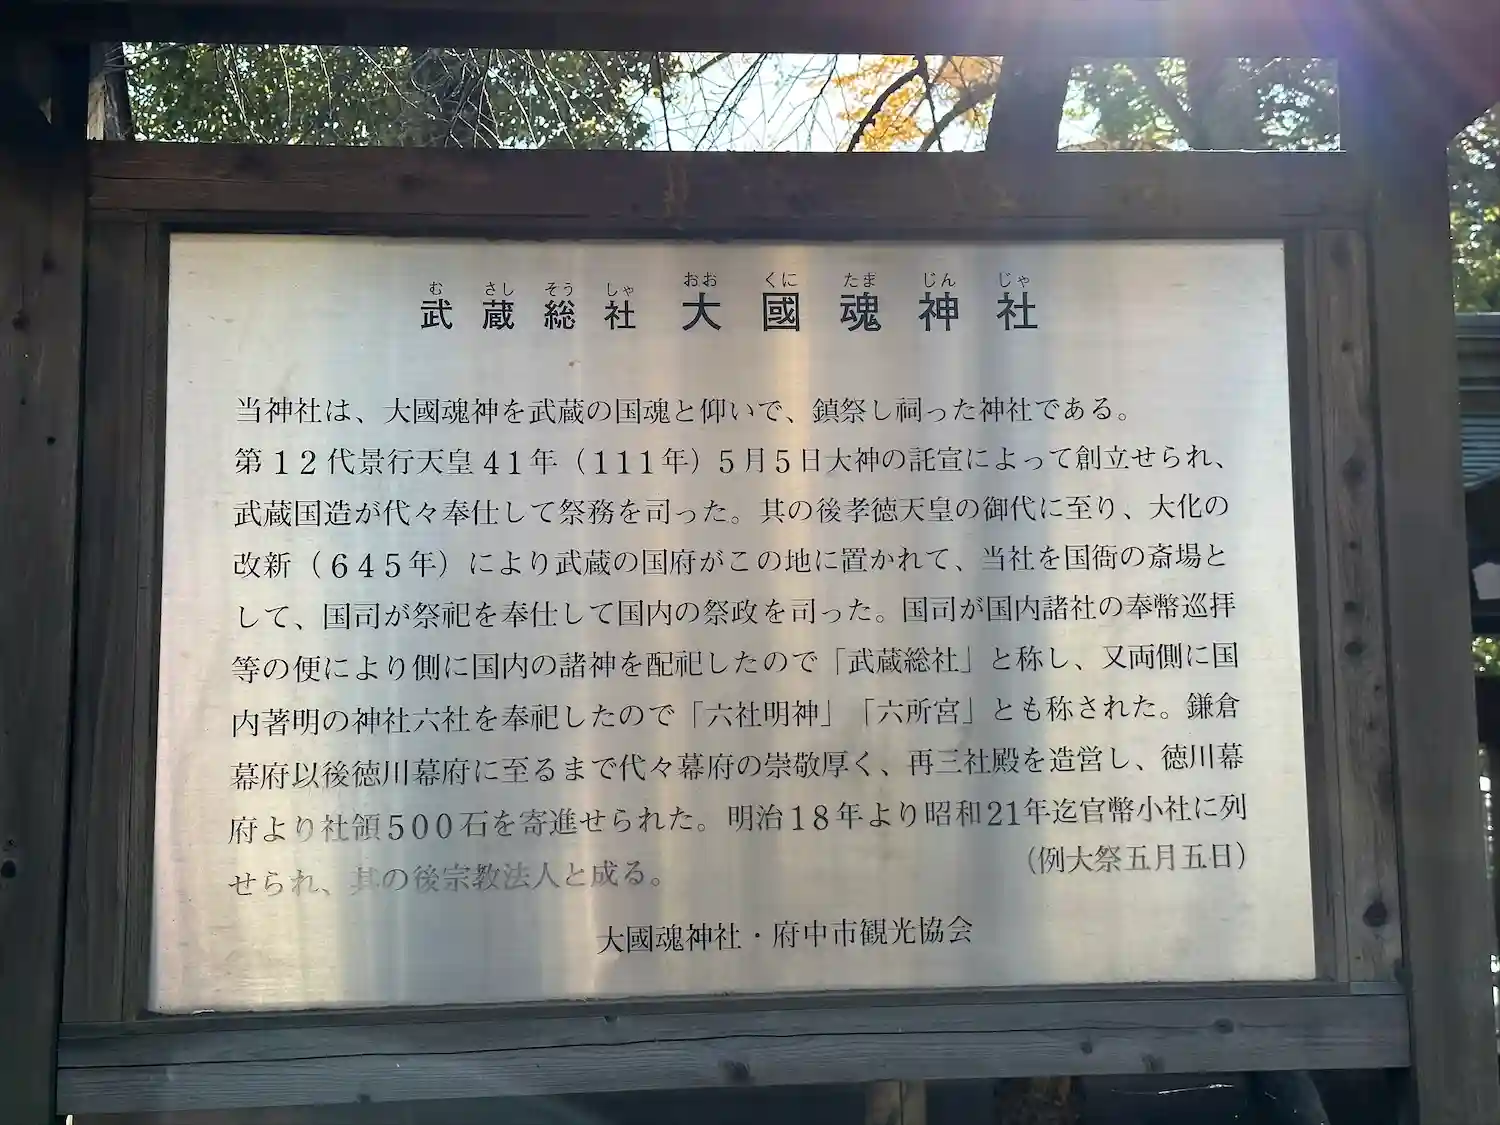 武蔵総社 大國魂神社
むさしそうしゃ おおくにたまじんじゃ
当神社は、大國魂神を武蔵の国魂と仰いで、鎮祭し祠った神社である。
第12代景行天皇41年（111年）5月5日大神の託宣によって創立せられ、
武蔵国造が代々奉仕して祭務を司った。其の後孝徳天皇の御代に至り、大化の
改新（645年）により武蔵の国府がこの地に置かれて、当社を国衙の斎場と
して、国司が祭祀を奉仕して国内の祭政を司った。国司が国内諸社の奉幣巡拝
等の便により側に国内の諸神を配祀したので「武蔵総社」と称し、又両側に国
内著明の神社六社を奉祀したので「六社明神」「六所宮」とも称された。鎌倉
幕府以後徳川幕府に至るまで代々幕府の崇敬厚く、再三社殿を造営し、徳川幕
府より社領500石を寄進せられた。明治18年より昭和21年迄官幣小社に列
せられ、其の後宗教法人と成る。
（例大祭五月五日）
大國魂神社・府中市観光協会